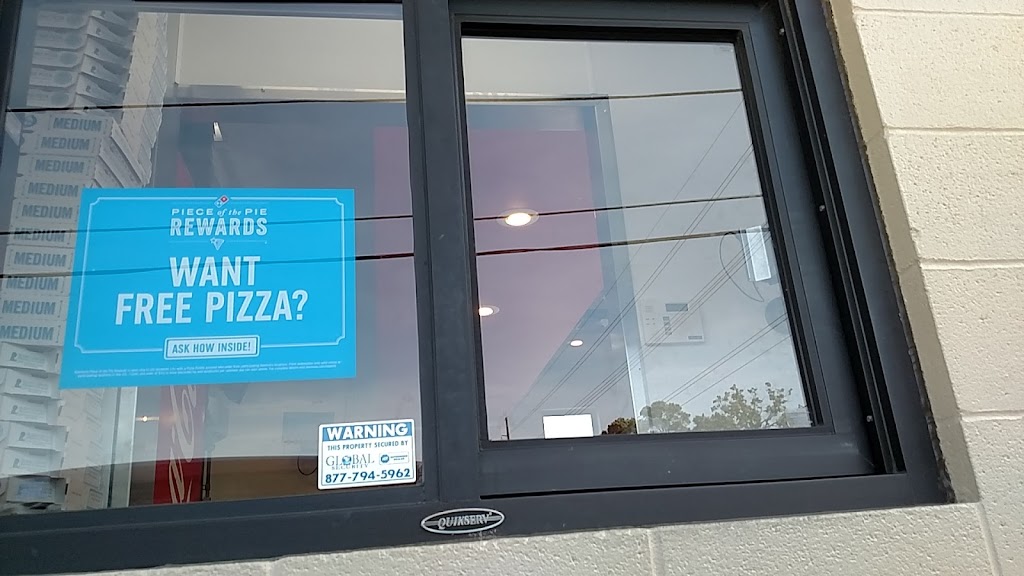 MEDIUM
MEDIUM
MEDIUM
MEDIUM
MEDIUM
MEDIUM
MEDIUM
MEDIUM
MEDIUM
MEDIUM
PIECE of the PIE
REWARDS
WANT
FREE PIZZA?
ASK HOW INSIDE!
WARNING
THIS PROPERTY SECURED BY
GLOBAL
SECURITY
877-794-5962
QUIKSERV